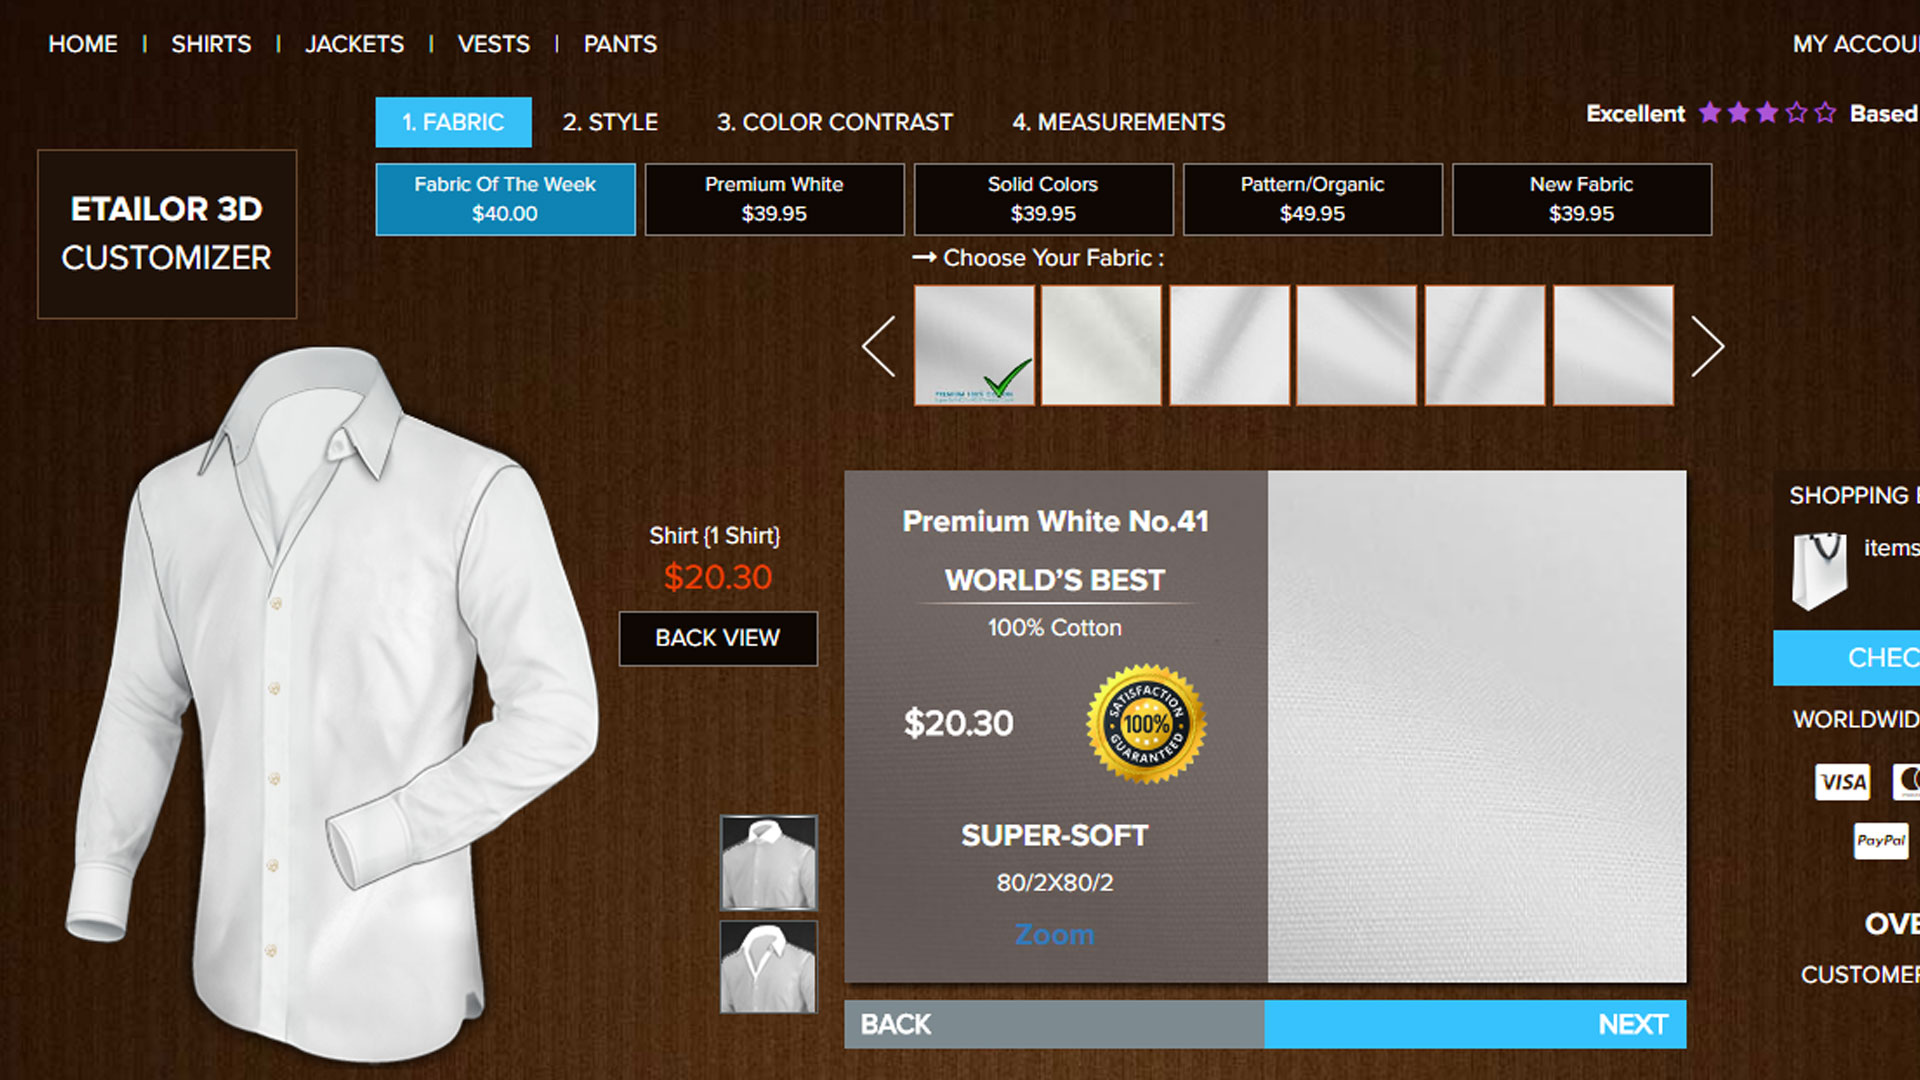 HOME | SHIRTS | JACKETS | VESTS | PANTS
MY ACCOU
1. FABRIC
2. STYLE
3. COLOR CONTRAST
4. MEASUREMENTS
Excellent
Based
ETAILOR 3D
CUSTOMIZER
Fabric Of The Week
$40.00
Premium White
$39.95
Solid Colors
$39.95
Pattern/Organic
$49.95
New Fabric
$39.95
Choose Your Fabric :
Shirt {1 Shirt}
$20.30
BACK VIEW
Premium White No.41
WORLD'S BEST
100% Cotton
$20.30
SATISFACTION
100%
GUARANTEED
SUPER-SOFT
80/2X80/2
Zoom
BACK
NEXT
SHOPPING
items
CHEC
WORLDWID
VISA
PayPal
OVE
CUSTOMER